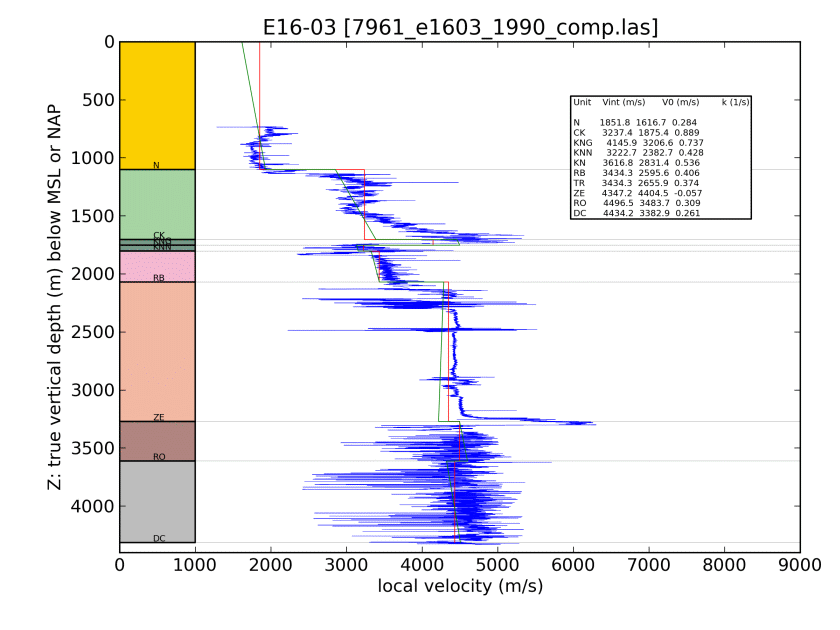 E16-03 [7961_e1603_1990_comp.las]
Z: true vertical depth (m) below MSL or NAP
0
500
1000
1500
2000
2500
3000
3500
4000
N
CK
KNG
KNN
RB
ZE
RO
DC
Unit Vint (m/s) V0 (m/s) k (1/s)
N 1851.8 1616.7 0.284
CK 3237.4 1875.4 0.889
KNG 4145.9 3206.6 0.737
KNN 3222.7 2382.7 0.428
KN 3616.8 2831.4 0.536
RB 3434.3 2595.6 0.406
TR 3434.3 2655.9 0.374
ZE 4347.2 4404.5 -0.057
RO 4496.5 3483.7 0.309
DC 4434.2 3382.9 0.261
0 1000 2000 3000 4000 5000 6000 7000 8000 9000
local velocity (m/s)